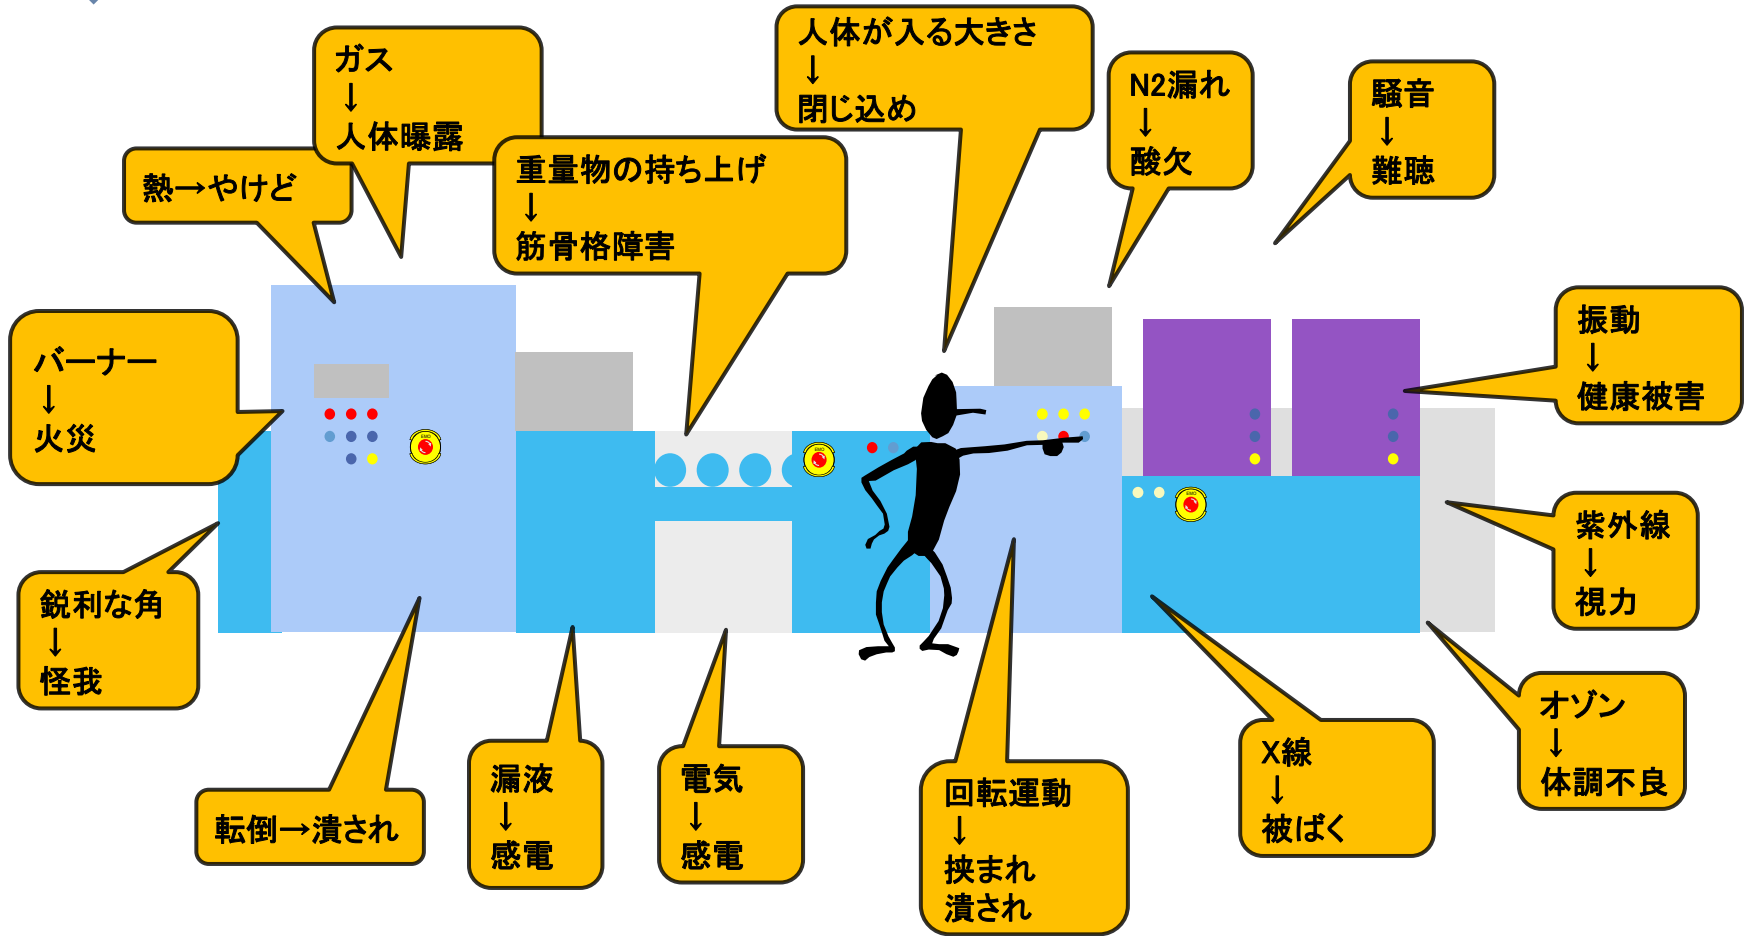 人体が入る大きさ
↓
閉じ込め
ガス
↓
人体曝露
N2漏れ
↓
酸欠
騒音
↓
難聴
熱→やけど
重量物の持ち上げ
↓
筋骨格障害
バーナー
↓
火災
振動
↓
健康被害
EMO
EMO
EMO
紫外線
↓
視力
鋭利な角
↓
怪我
オゾン
↓
体調不良
転倒→潰され
漏液
↓
感電
電気
↓
感電
回転運動
↓
挟まれ
潰され
X線
↓
被ばく